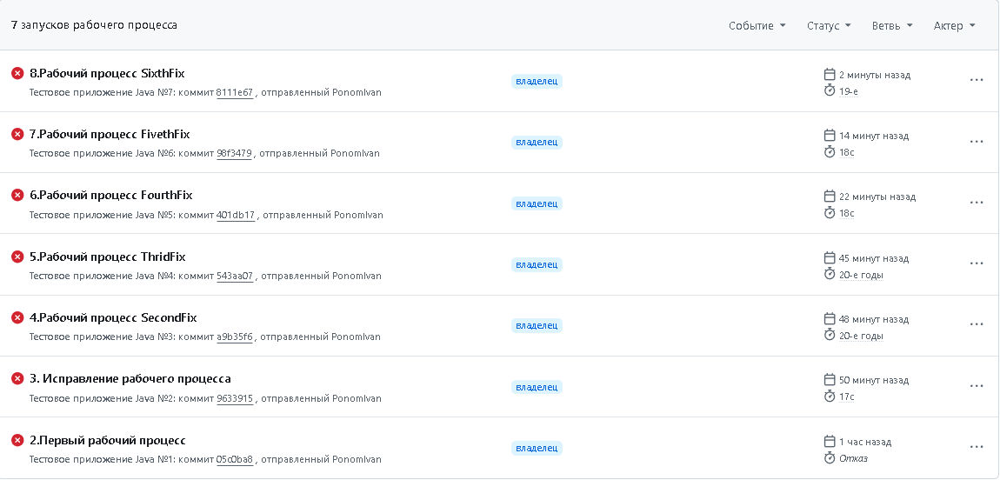 7 запусков рабочего процесса
Событие
Статус
Ветвь
Актер
8.Рабочий процесс SixthFix
Тестовое приложение Java №7: коммит 8111e67 , отправленный PonomIvan
владелец
2 минуты назад
19-е
7.Рабочий процесс FivethFix
Тестовое приложение Java №6: коммит 98f3479 , отправленный PonomIvan
владелец
14 минут назад
18с
6.Рабочий процесс FourthFix
Тестовое приложение Java №5: коммит 401db17 , отправленный PonomIvan
владелец
22 минуты назад
18с
5.Рабочий процесс ThridFix
Тестовое приложение Java №4: коммит 543aa07 , отправленный PonomIvan
владелец
45 минут назад
20-е годы
4.Рабочий процесс SecondFix
Тестовое приложение Java №3: коммит a9b35f6 , отправленный PonomIvan
владелец
48 минут назад
20-е годы
3. Исправление рабочего процесса
Тестовое приложение Java №2: коммит 9633915 , отправленный PonomIvan
владелец
50 минут назад
17с
2.Первый рабочий процесс
Тестовое приложение Java №1: коммит 05c0ba8 , отправленный PonomIvan
владелец
1 час назад
Отказ